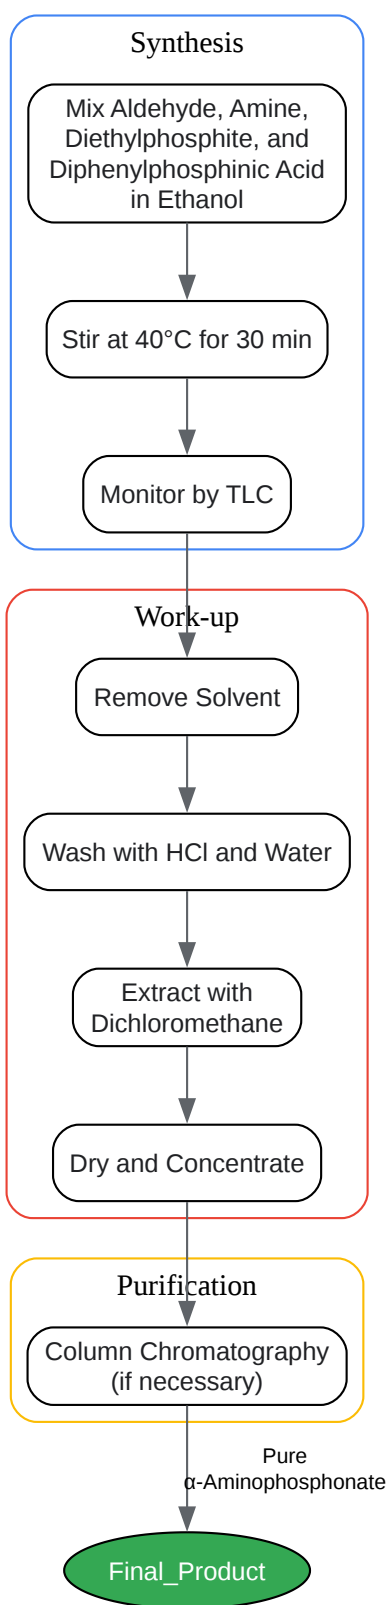 Synthesis
Mix Aldehyde, Amine,
Diethylphosphite, and
Diphenylphosphinic Acid
in Ethanol
Stir at 40°C for 30 min
Monitor by TLC
Work-up
Remove Solvent
Wash with HCl and Water
Extract with
Dichloromethane
Dry and Concentrate
Purification
Column Chromatography
(if necessary)
Pure
α-Aminophosphonate
Final_Product